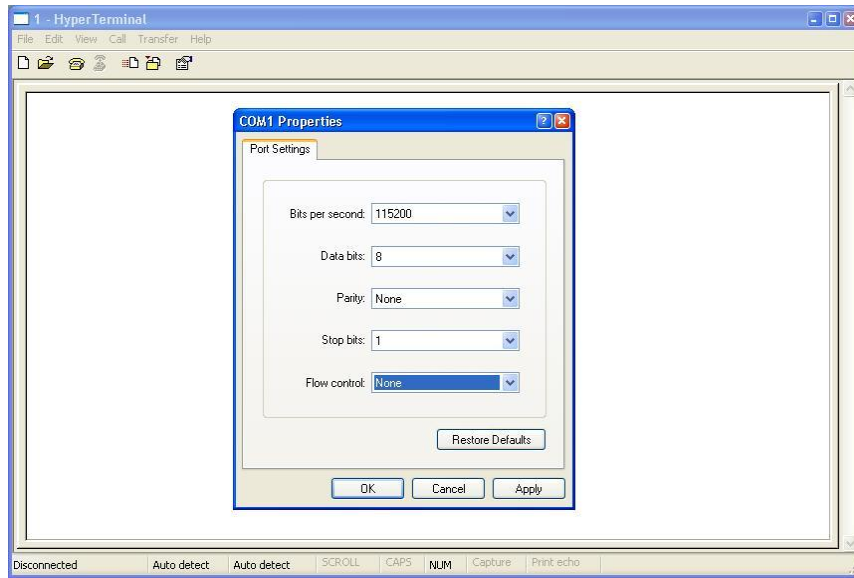 1 - HyperTerminal
File Edit View Call Transfer Help
COM1 Properties
Port Settings
Bits per second: 115200
Data bits: 8
Parity: None
Stop bits: 1
Flow control: None
Restore Defaults
OK Cancel Apply
Disconnected Auto detect Auto detect SCROLL CAPS NUM Capture Print echo